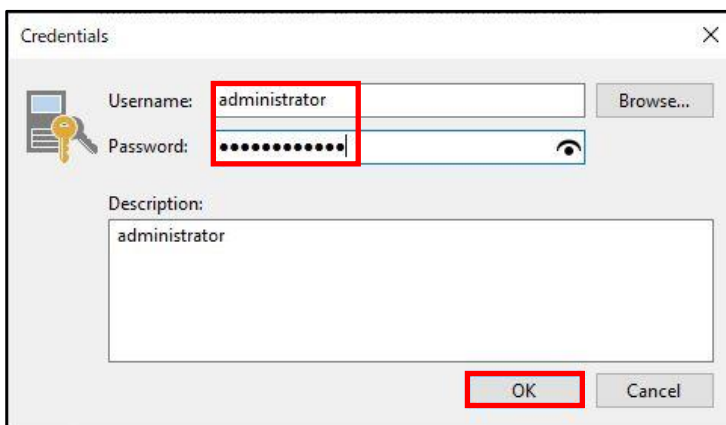 Credentials
Username: administrator Browse...
Password: ••••••••••••
Description:
administrator
OK Cancel